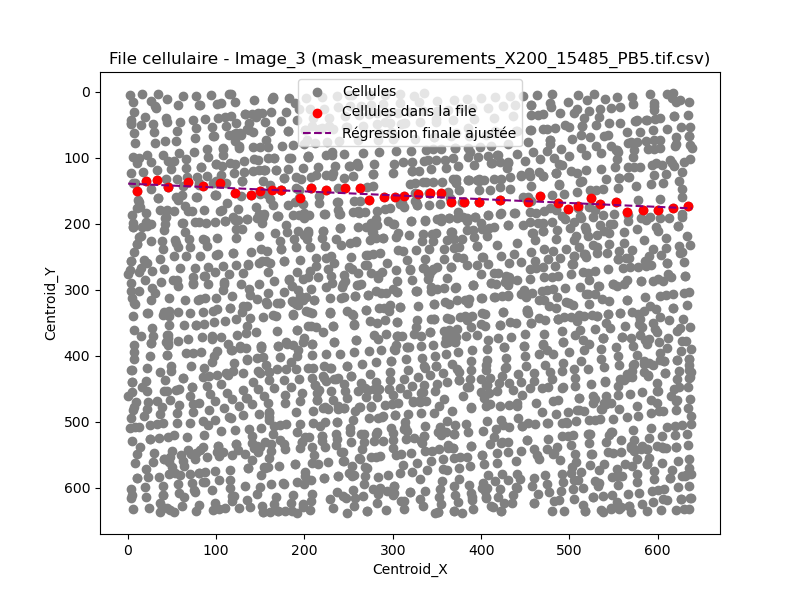 File cellulaire - Image_3 (mask_measurements_X200_15485_PB5.tif.csv)
Cellules
Cellules dans la file
Régression finale ajustée
0
100
200
300
400
500
600
Centroid_Y
0 100 200 300 400 500 600
Centroid_X